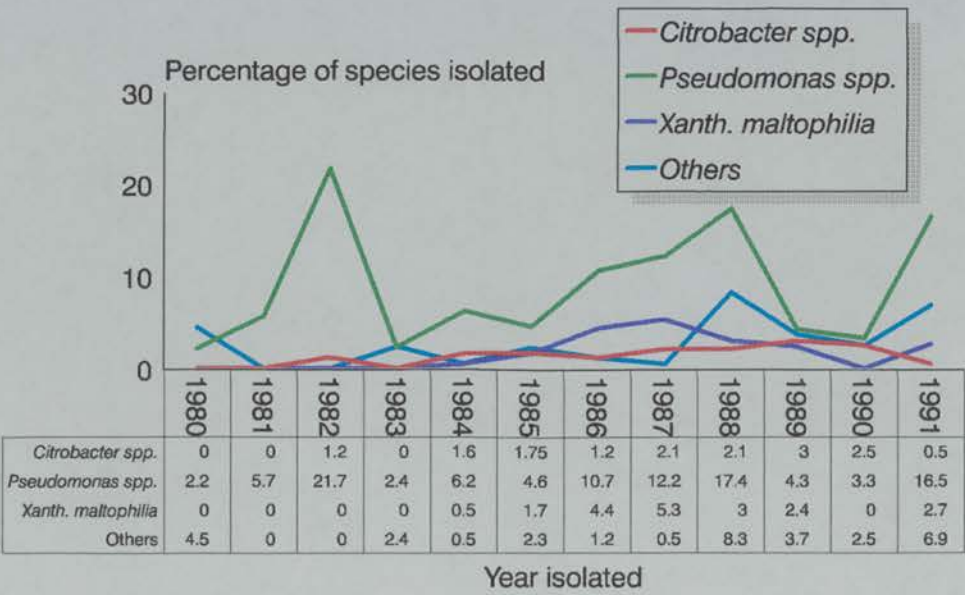 Citrobacter spp.
Pseudomonas spp.
Xanth. maltophilia
Others
Percentage of species isolated
30
20
10
0
1980 1981 1982 1983 1984 1985 1986 1987 1988 1989 1990 1991
Citrobacter spp. 0 0 1.2 0 1.6 1.75 1.2 2.1 2.1 3 2.5 0.5
Pseudomonas spp. 2.2 5.7 21.7 2.4 6.2 4.6 10.7 12.2 17.4 4.3 3.3 16.5
Xanth. maltophilia 0 0 0 0 0.5 1.7 4.4 5.3 3 2.4 0 2.7
Others 4.5 0 0 2.4 0.5 2.3 1.2 0.5 8.3 3.7 2.5 6.9
Year isolated